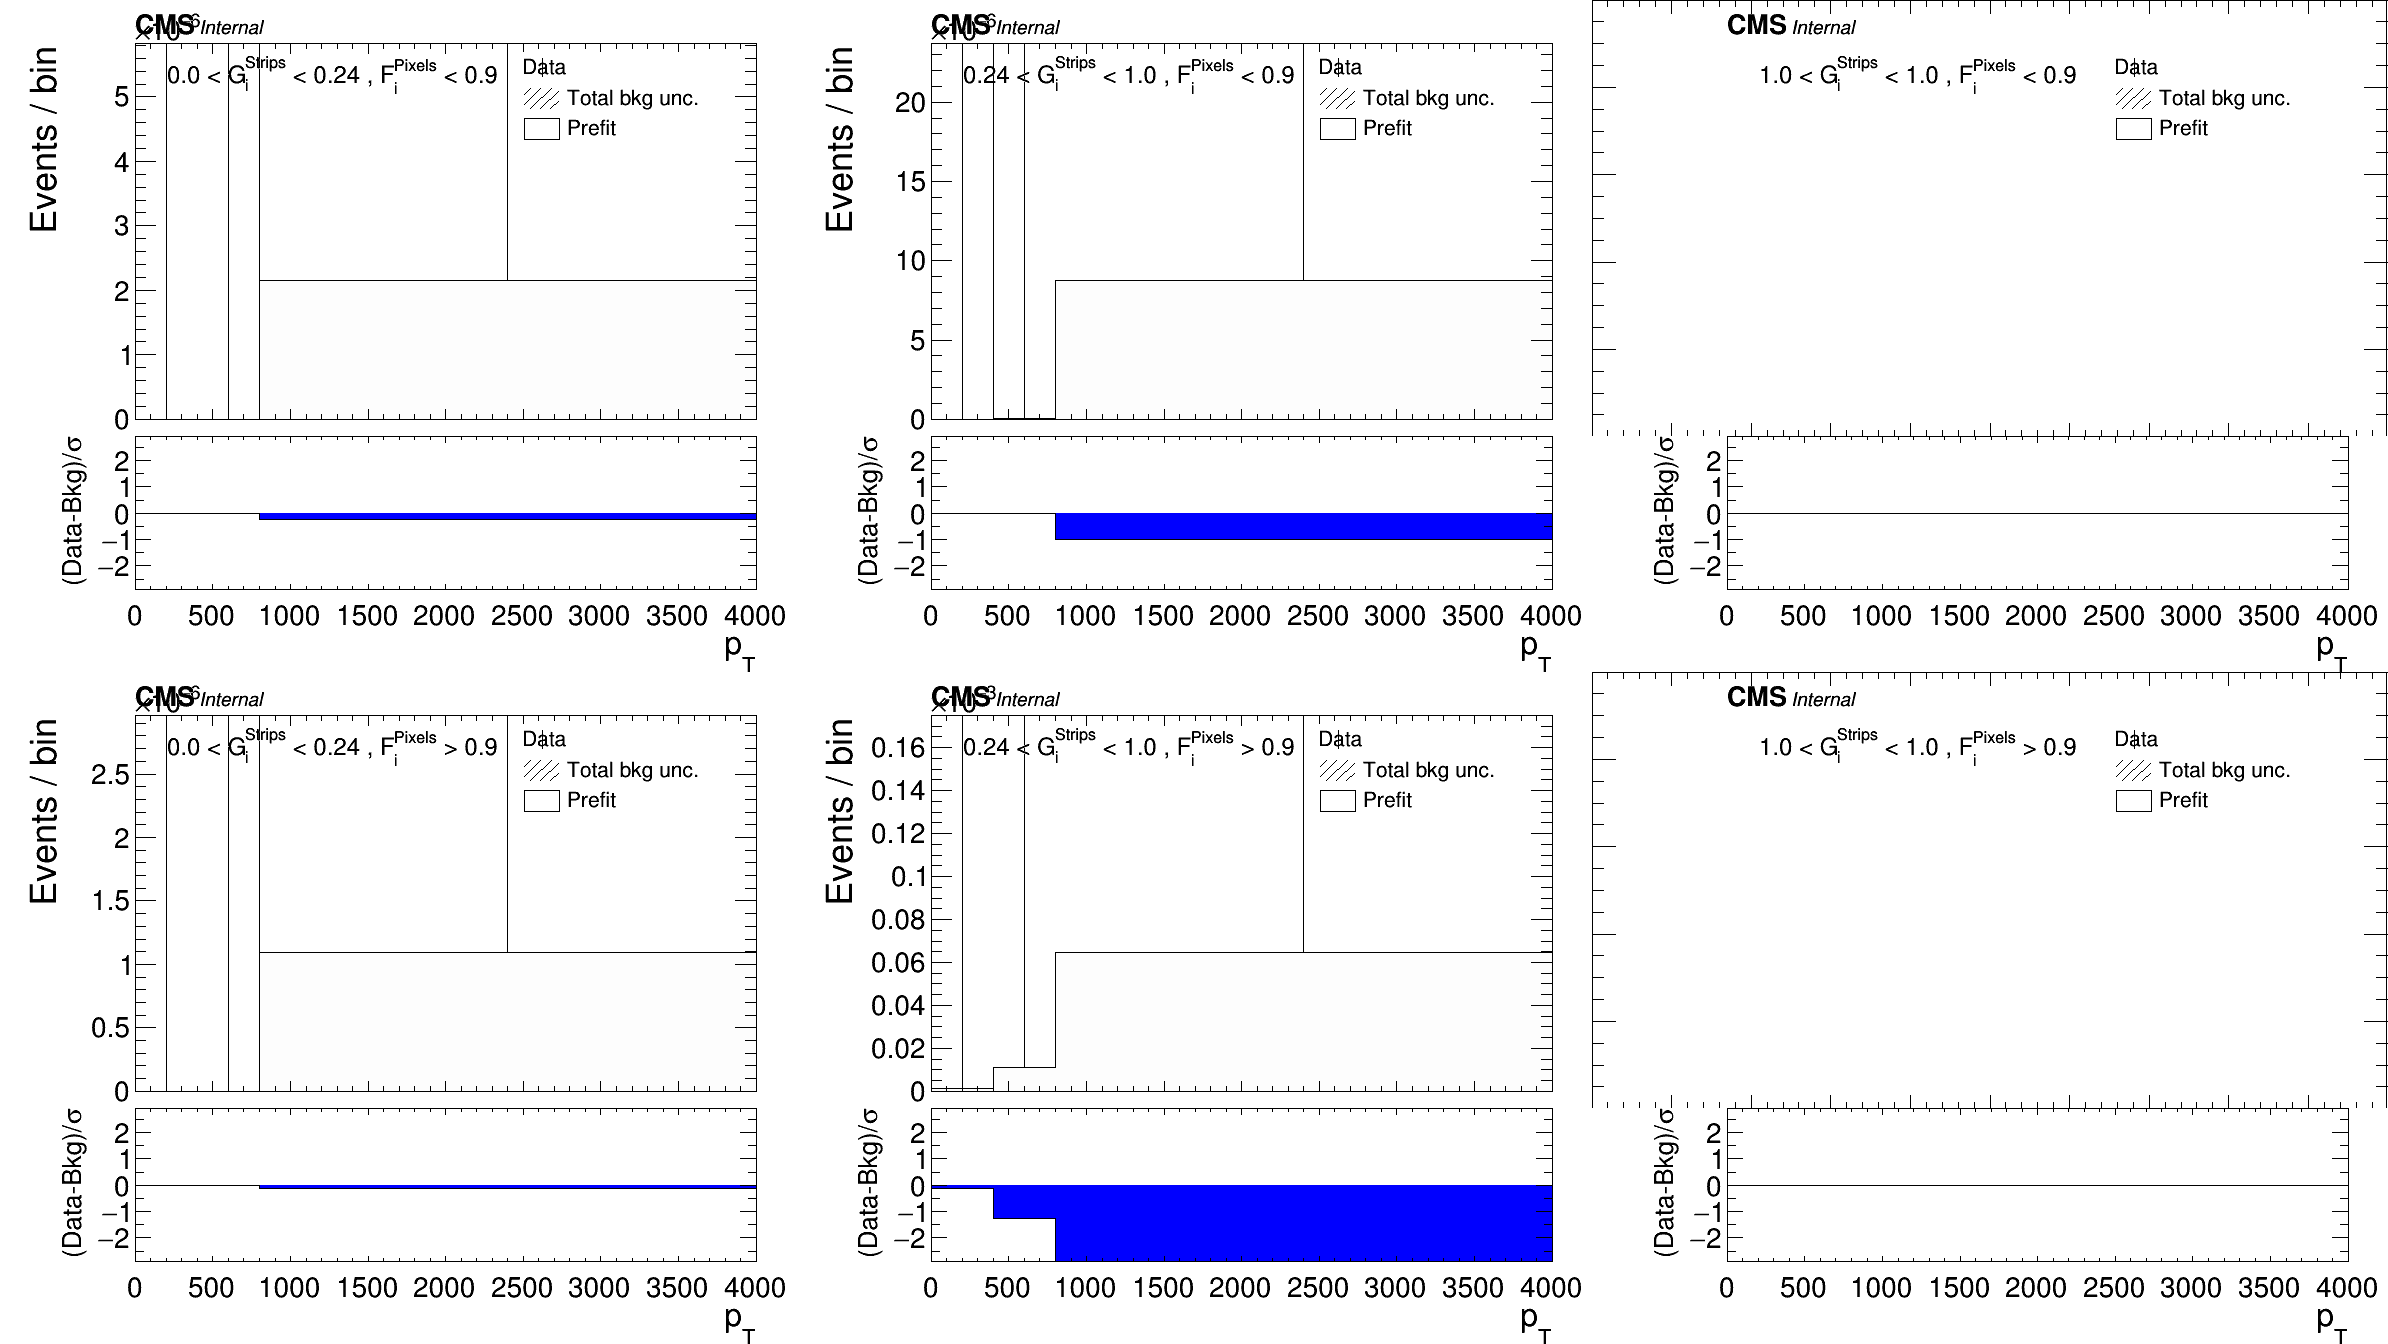 CMS Internal
Events / bin
0.0 < G_i^Strips < 0.24 , F_i^Pixels < 0.9
Data
Total bkg unc.
Prefit
5
4
3
2
1
0
(Data-Bkg)/σ
2
1
0
−1
−2
0 500 1000 1500 2000 2500 3000 3500 4000
p_T
CMS Internal
Events / bin
0.24 < G_i^Strips < 1.0 , F_i^Pixels < 0.9
Data
Total bkg unc.
Prefit
20
15
10
5
0
(Data-Bkg)/σ
2
1
0
−1
−2
0 500 1000 1500 2000 2500 3000 3500 4000
p_T
CMS Internal
1.0 < G_i^Strips < 1.0 , F_i^Pixels < 0.9
Data
Total bkg unc.
Prefit
(Data-Bkg)/σ
2
1
0
−1
−2
0 500 1000 1500 2000 2500 3000 3500 4000
p_T
CMS Internal
Events / bin
0.0 < G_i^Strips < 0.24 , F_i^Pixels > 0.9
Data
Total bkg unc.
Prefit
2.5
2
1.5
1
0.5
0
(Data-Bkg)/σ
2
1
0
−1
−2
0 500 1000 1500 2000 2500 3000 3500 4000
p_T
CMS Internal
Events / bin
0.24 < G_i^Strips < 1.0 , F_i^Pixels > 0.9
Data
Total bkg unc.
Prefit
0.16
0.14
0.12
0.1
0.08
0.06
0.04
0.02
0
(Data-Bkg)/σ
2
1
0
−1
−2
0 500 1000 1500 2000 2500 3000 3500 4000
p_T
CMS Internal
1.0 < G_i^Strips < 1.0 , F_i^Pixels > 0.9
Data
Total bkg unc.
Prefit
(Data-Bkg)/σ
2
1
0
−1
−2
0 500 1000 1500 2000 2500 3000 3500 4000
p_T